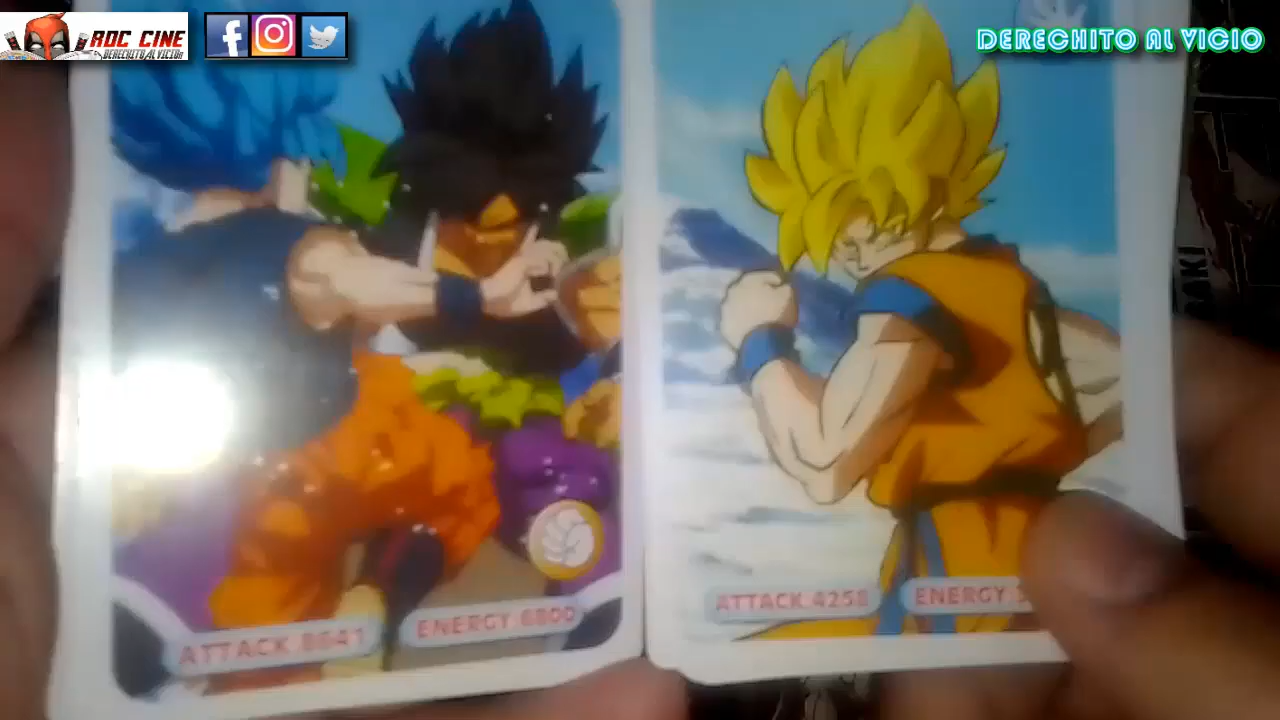 ROC CINE
DERECHITO AL VICIO
DERECHITO AL VICIO
ATTACK.8641
ENERGY.6800
ATTACK.4258
ENERGY